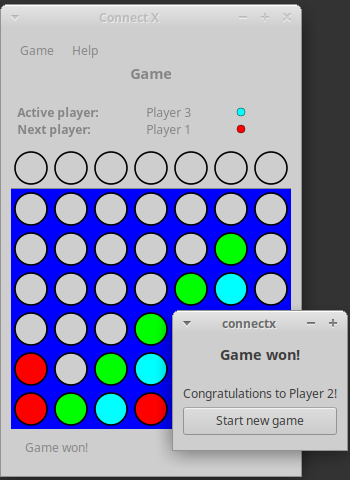 Connect X
Game Help
Game
Active player: Player 3
Next player: Player 1
connectx
Game won!
Congratulations to Player 2!
Start new game
Game won!